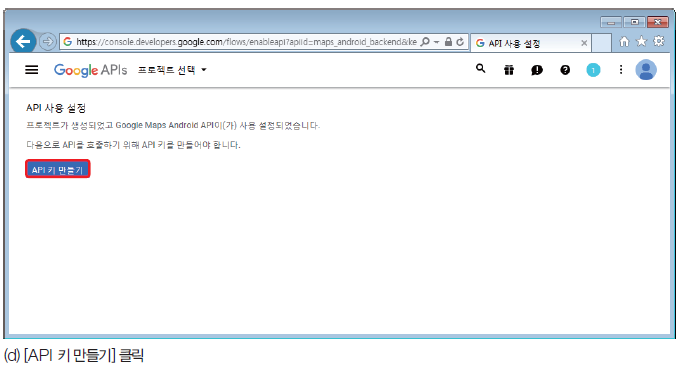 https://console.developers.google.com/flows/enableapi?apiid=maps_android_backend&ke
API 사용 설정
Google APIs 프로젝트 선택
1
API 사용 설정
프로젝트가 생성되었고 Google Maps Android API이(가) 사용 설정되었습니다.
다음으로 API를 호출하기 위해 API 키를 만들어야 합니다.
API 키 만들기
(d) [API 키 만들기] 클릭